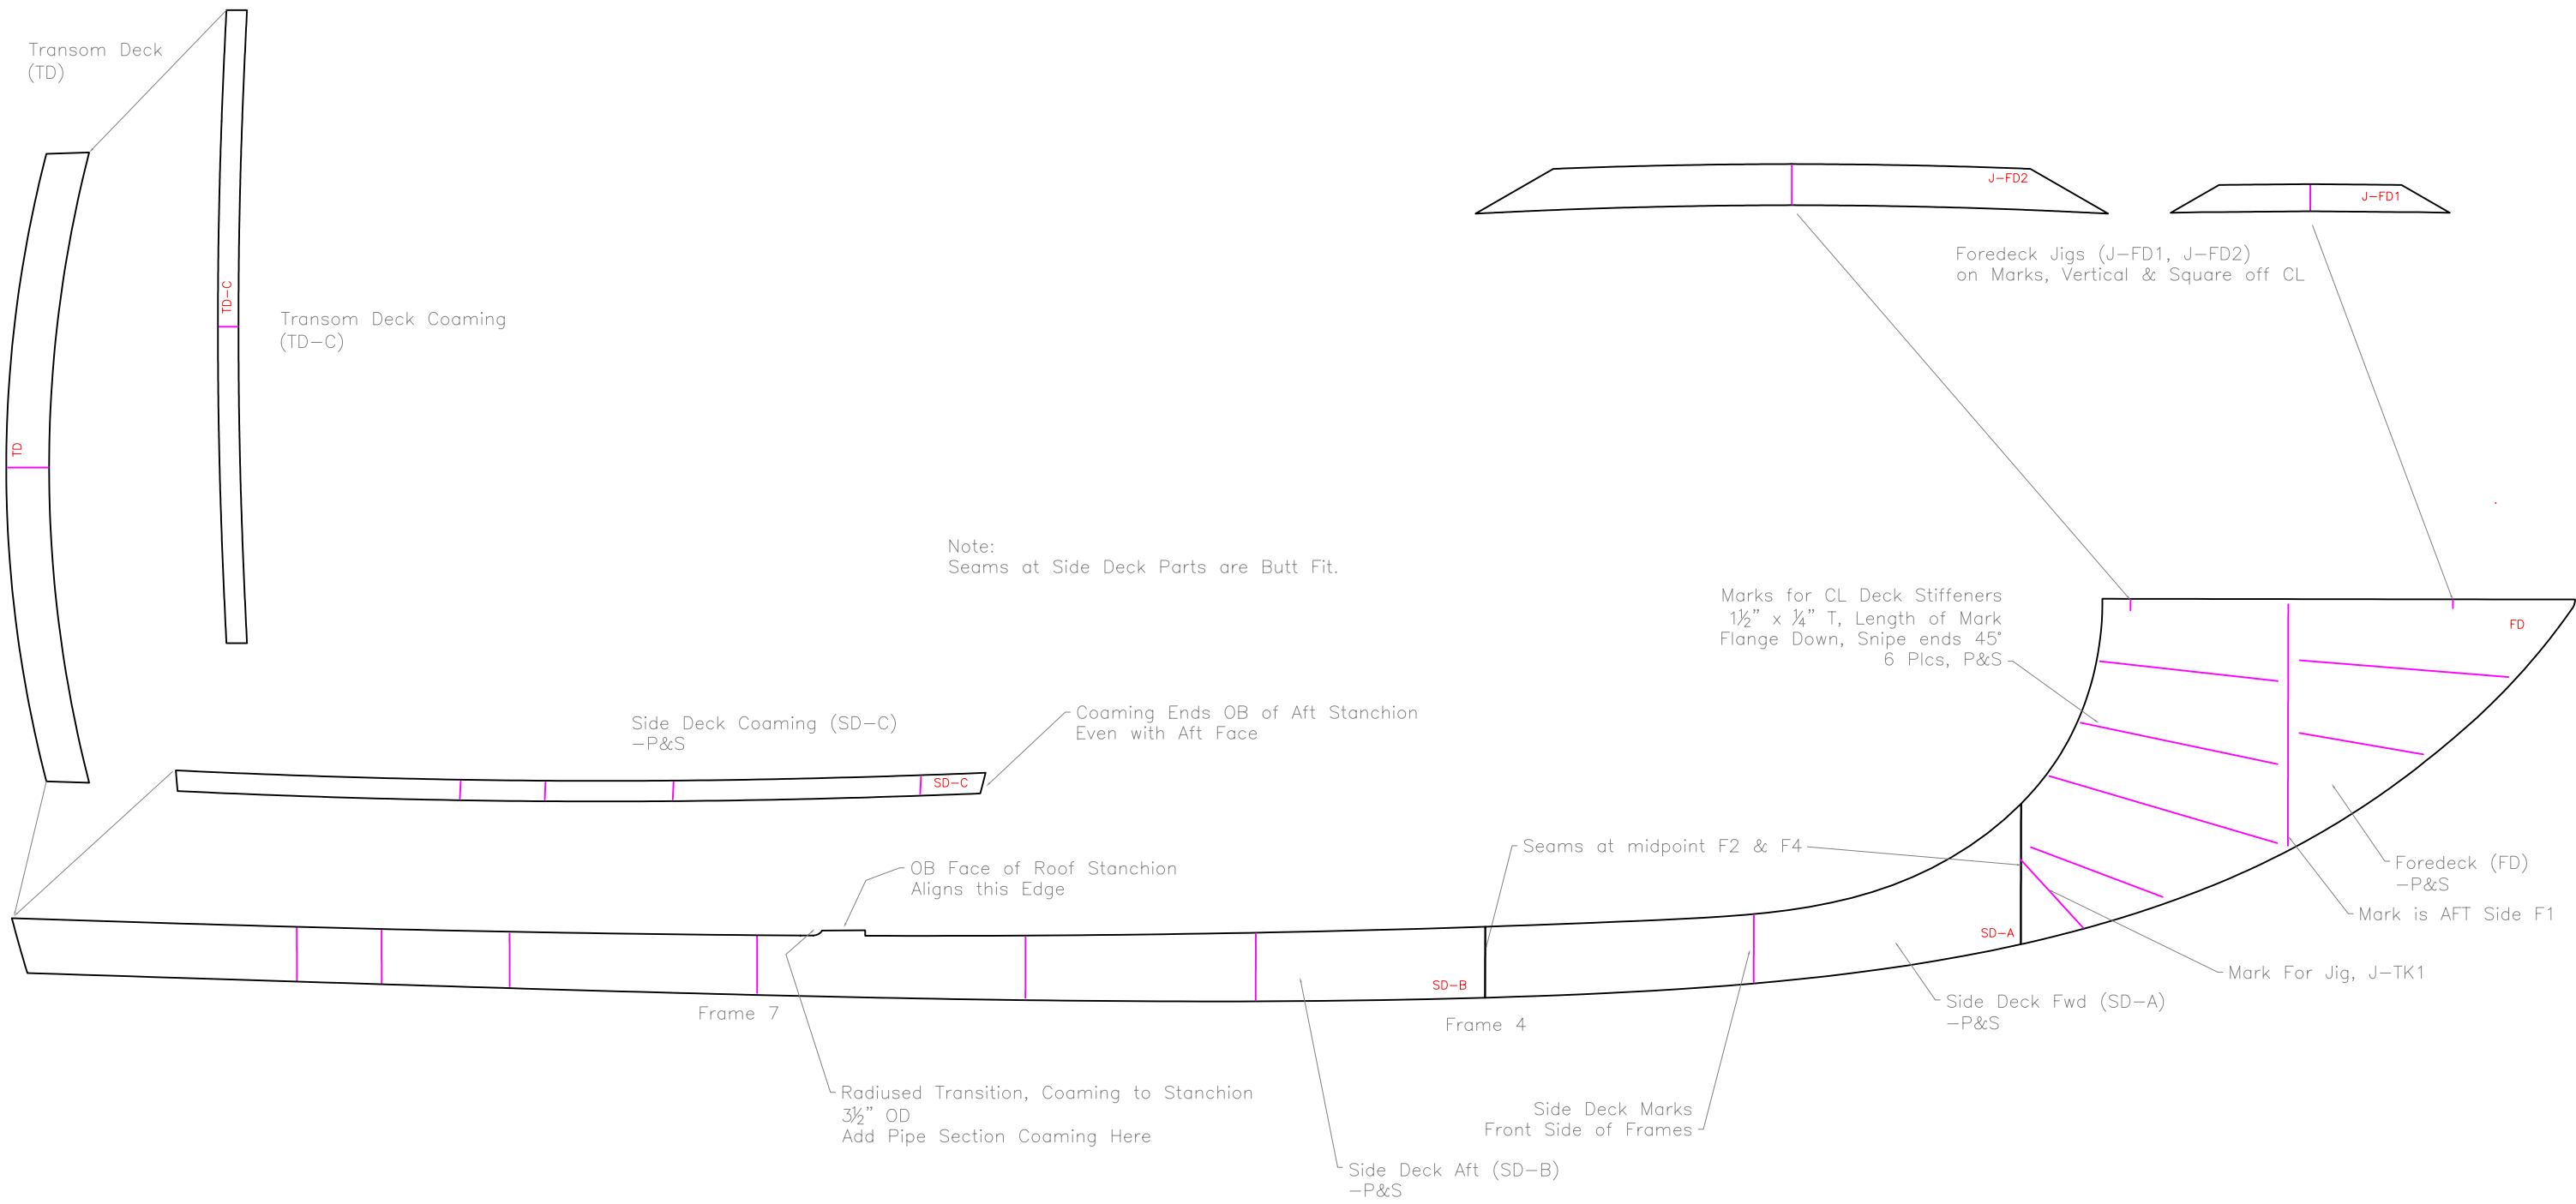 Transom Deck
(TD)
J-FD2
J-FD1
Foredeck Jigs (J-FD1, J-FD2)
on Marks, Vertical & Square off CL
TD-C
Transom Deck Coaming
(TD-C)
TD
Note:
Seams at Side Deck Parts are Butt Fit.
Marks for CL Deck Stiffeners
1½" x ¼" T, Length of Mark
Flange Down, Snipe ends 45°
6 Plcs, P&S
FD
Side Deck Coaming (SD-C)
-P&S
Coaming Ends OB of Aft Stanchion
Even with Aft Face
SD-C
Seams at midpoint F2 & F4
OB Face of Roof Stanchion
Aligns this Edge
Foredeck (FD)
-P&S
Mark is AFT Side F1
SD-A
Mark For Jig, J-TK1
SD-B
Side Deck Fwd (SD-A)
-P&S
Frame 7
Frame 4
Radiused Transition, Coaming to Stanchion
3½" OD
Add Pipe Section Coaming Here
Side Deck Marks
Front Side of Frames
Side Deck Aft (SD-B)
-P&S